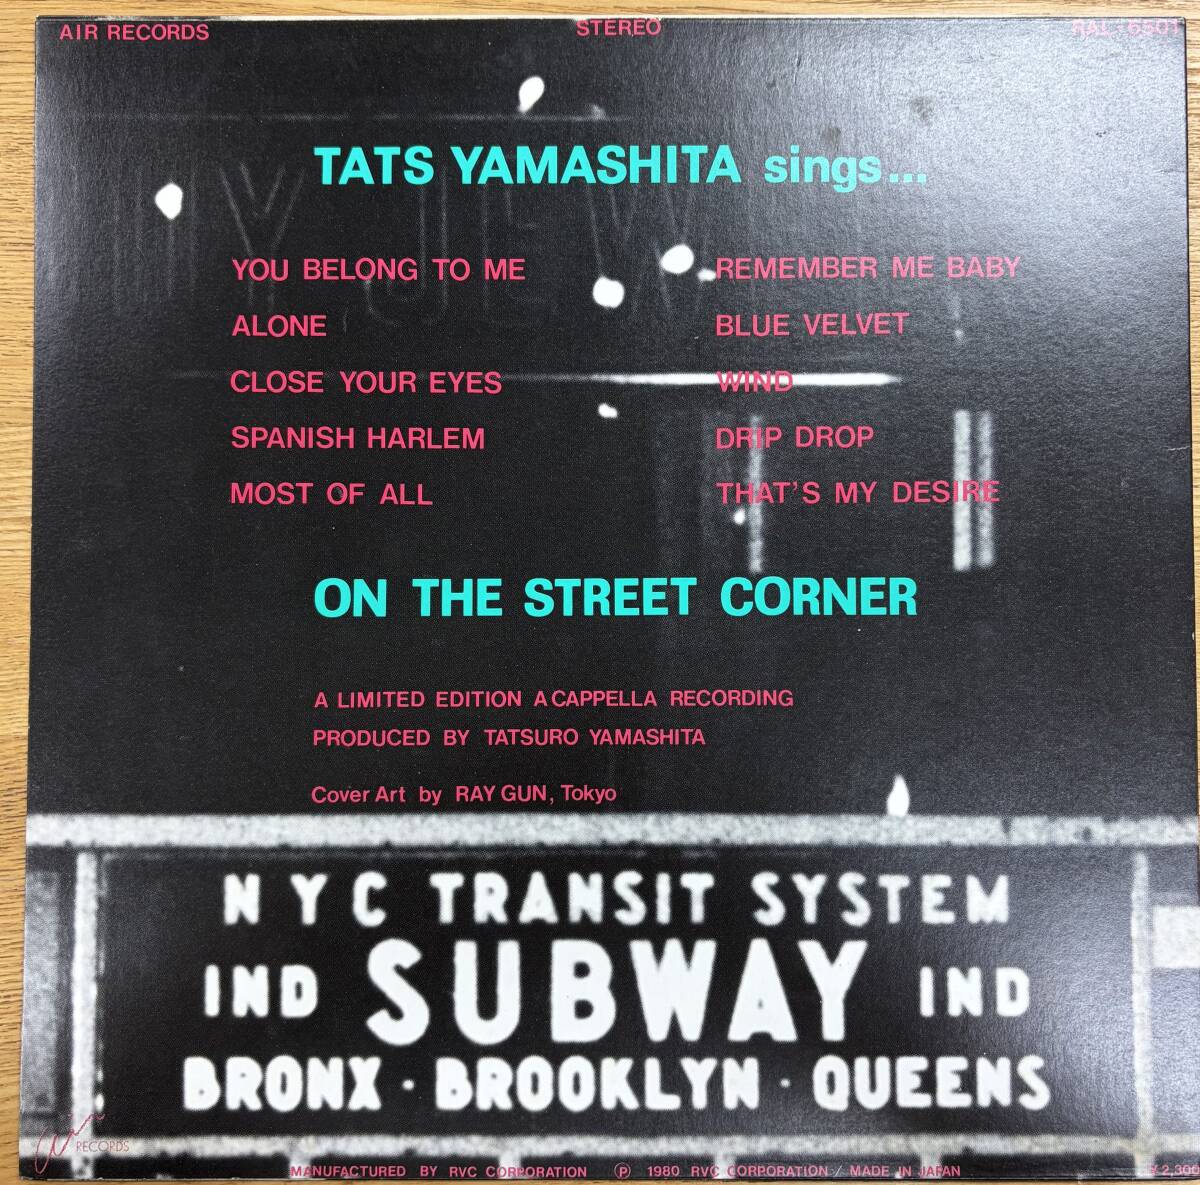 AIR RECORDS
STEREO
RAL-6501
TATS YAMASHITA sings...
YOU BELONG TO ME
ALONE
CLOSE YOUR EYES
SPANISH HARLEM
MOST OF ALL
REMEMBER ME BABY
BLUE VELVET
WIND
DRIP DROP
THAT'S MY DESIRE
ON THE STREET CORNER
A LIMITED EDITION A CAPPELLA RECORDING
PRODUCED BY TATSURO YAMASHITA
Cover Art by RAY GUN, Tokyo
NYC TRANSIT SYSTEM
IND SUBWAY IND
BRONX · BROOKLYN · QUEENS
air RECORDS
MANUFACTURED BY RVC CORPORATION Ⓟ 1980 RVC CORPORATION / MADE IN JAPAN
¥2,300